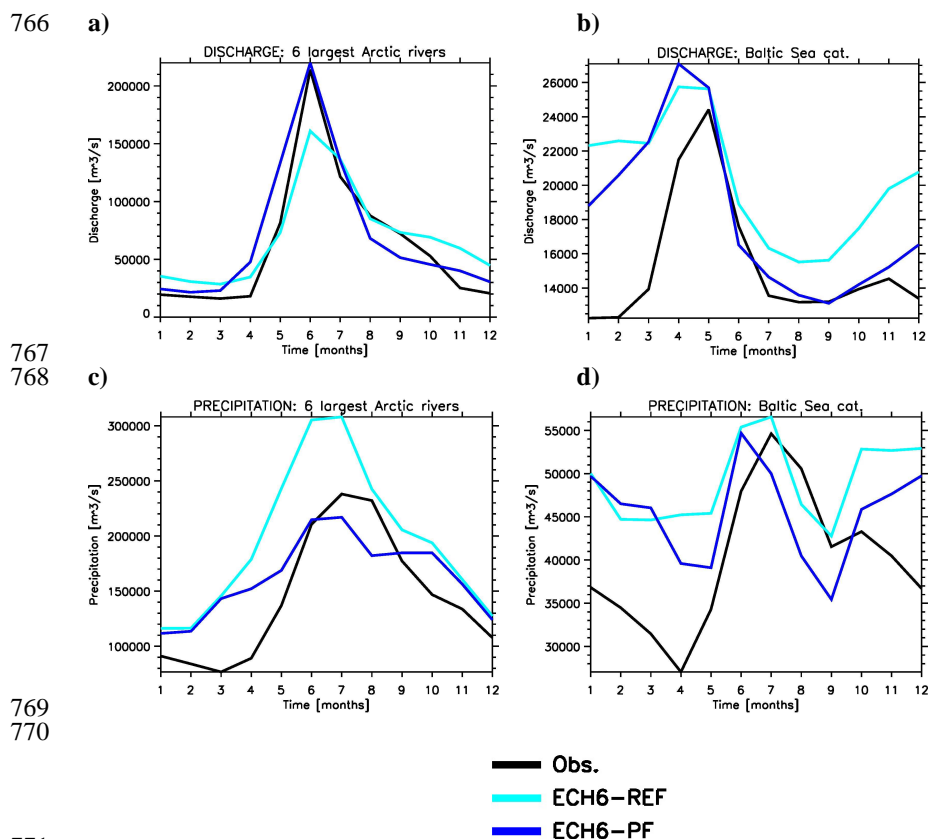 766 a) b)
DISCHARGE: 6 largest Arctic rivers DISCHARGE: Baltic Sea cat.
Discharge [m^3/s]
200000
150000
100000
50000
0
1 2 3 4 5 6 7 8 9 10 11 12
Time [months]
Discharge [m^3/s]
26000
24000
22000
20000
18000
16000
14000
1 2 3 4 5 6 7 8 9 10 11 12
Time [months]
767
768 c) d)
PRECIPITATION: 6 largest Arctic rivers PRECIPITATION: Baltic Sea cat.
Precipitation [m^3/s]
300000
250000
200000
150000
100000
1 2 3 4 5 6 7 8 9 10 11 12
Time [months]
Precipitation [m^3/s]
55000
50000
45000
40000
35000
30000
1 2 3 4 5 6 7 8 9 10 11 12
Time [months]
769
770
Obs.
ECH6-REF
ECH6-PF